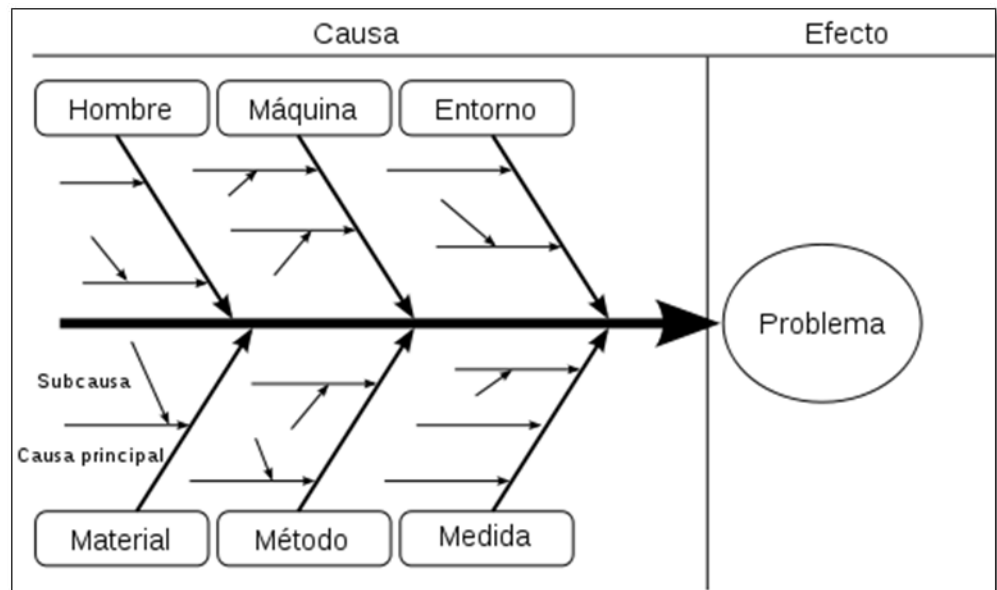 Causa
Efecto
Hombre
Máquina
Entorno
Problema
Subcausa
Causa principal
Material
Método
Medida